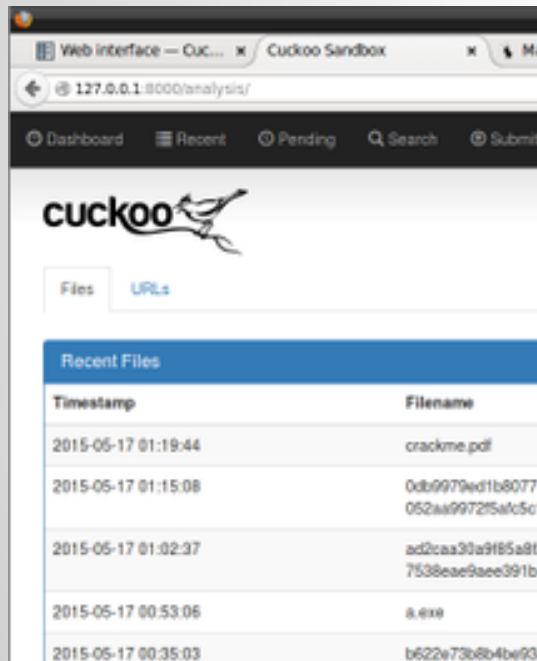 Web interface — Cuc...
Cuckoo Sandbox
127.0.0.1:8000/analysis/
Dashboard Recent Pending Search Submit
cuckoo
Files URLs
Recent Files
Timestamp Filename
2015-05-17 01:19:44 crackme.pdf
2015-05-17 01:15:08 0db9979ed1b8077
2015-05-17 01:02:37 ad2caa30a9f85a8f
7538eae9aee391b
2015-05-17 00:53:06 a.exe
2015-05-17 00:35:03 b622e73b8b4be93